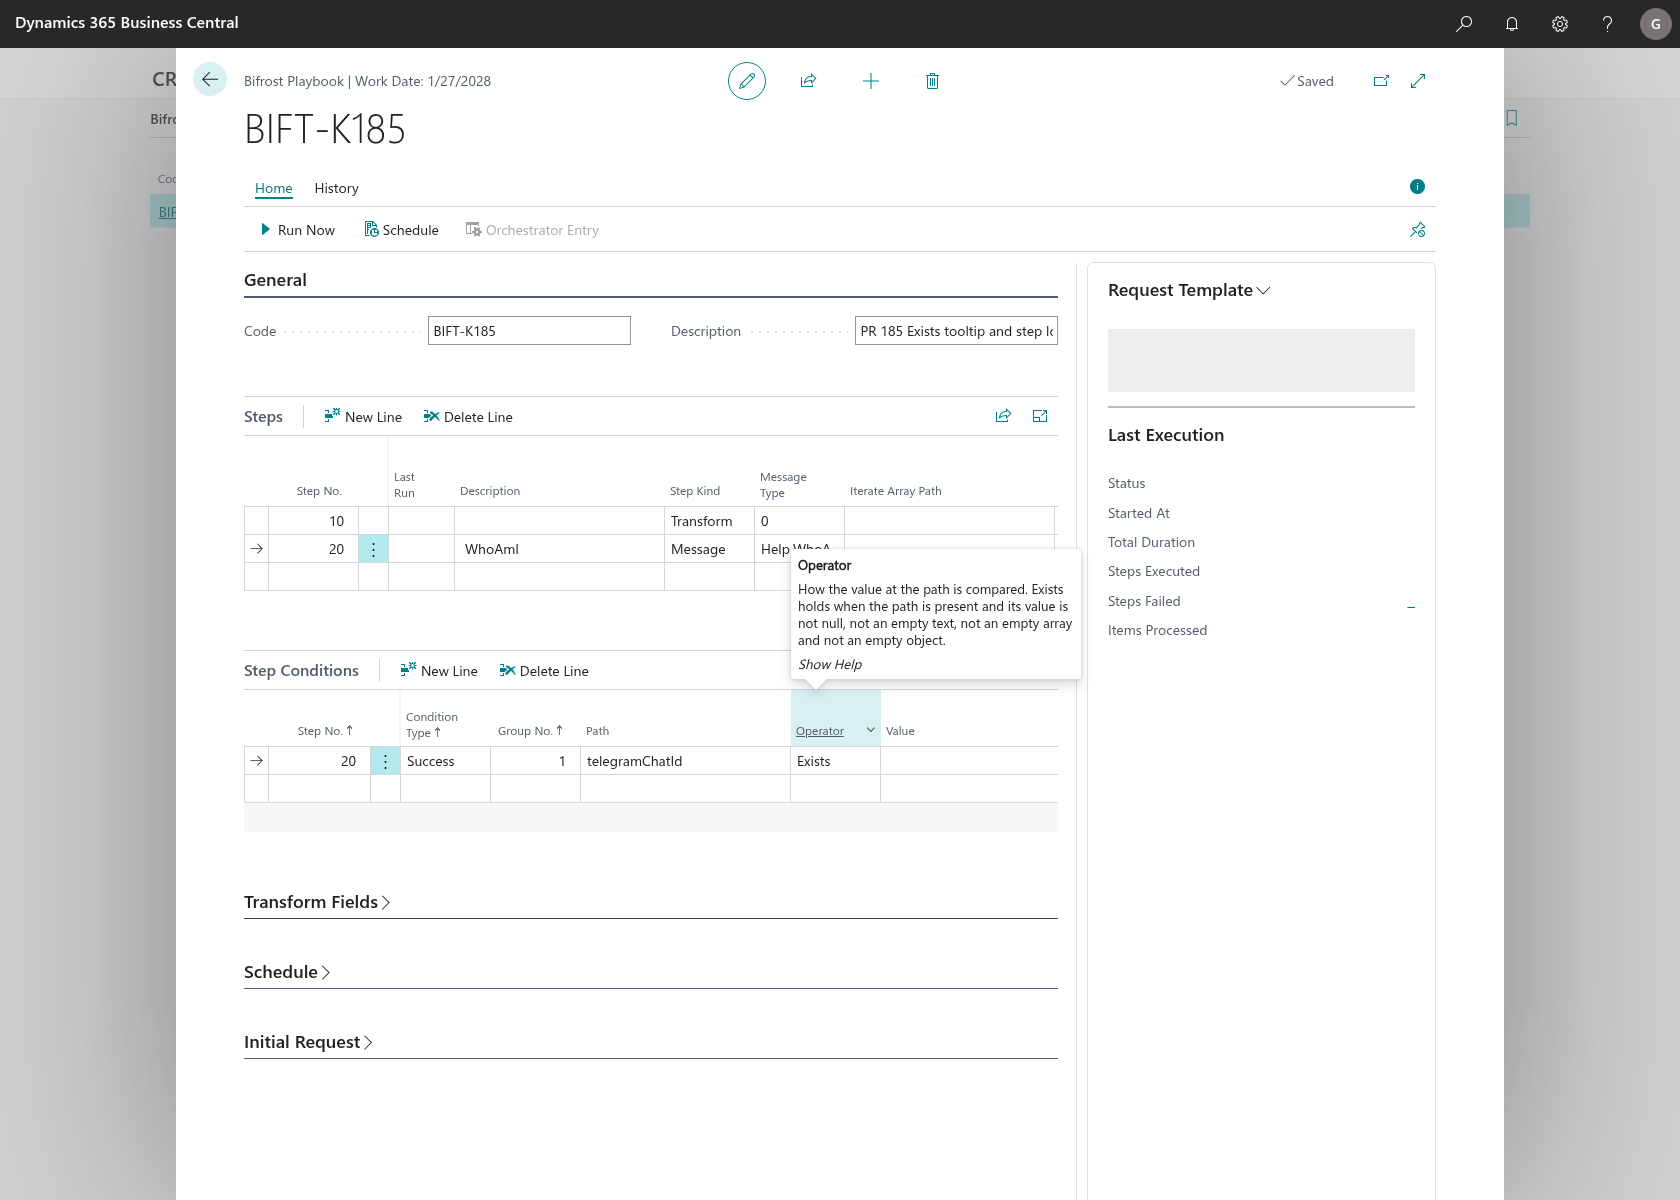 Dynamics 365 Business Central
G
CR
Bifrost Playbook | Work Date: 1/27/2028
Saved
Bifr
BIFT-K185
Coc
Home
History
BIF
Run Now
Schedule
Orchestrator Entry
General
Request Template
Code
BIFT-K185
Description
PR 185 Exists tooltip and step lo
Steps
New Line
Delete Line
Last Execution
Step No.
Last
Run
Description
Step Kind
Message
Type
Iterate Array Path
Status
10
Transform
0
Started At
20
WhoAmI
Message
Help.WhoA
Total Duration
Operator
How the value at the path is compared. Exists
holds when the path is present and its value is
not null, not an empty text, not an empty array
and not an empty object.
Show Help
Steps Executed
Steps Failed
–
Items Processed
Step Conditions
New Line
Delete Line
Step No. ↑
Condition
Type ↑
Group No. ↑
Path
Operator
Value
20
Success
1
telegramChatId
Exists
Transform Fields
Schedule
Initial Request